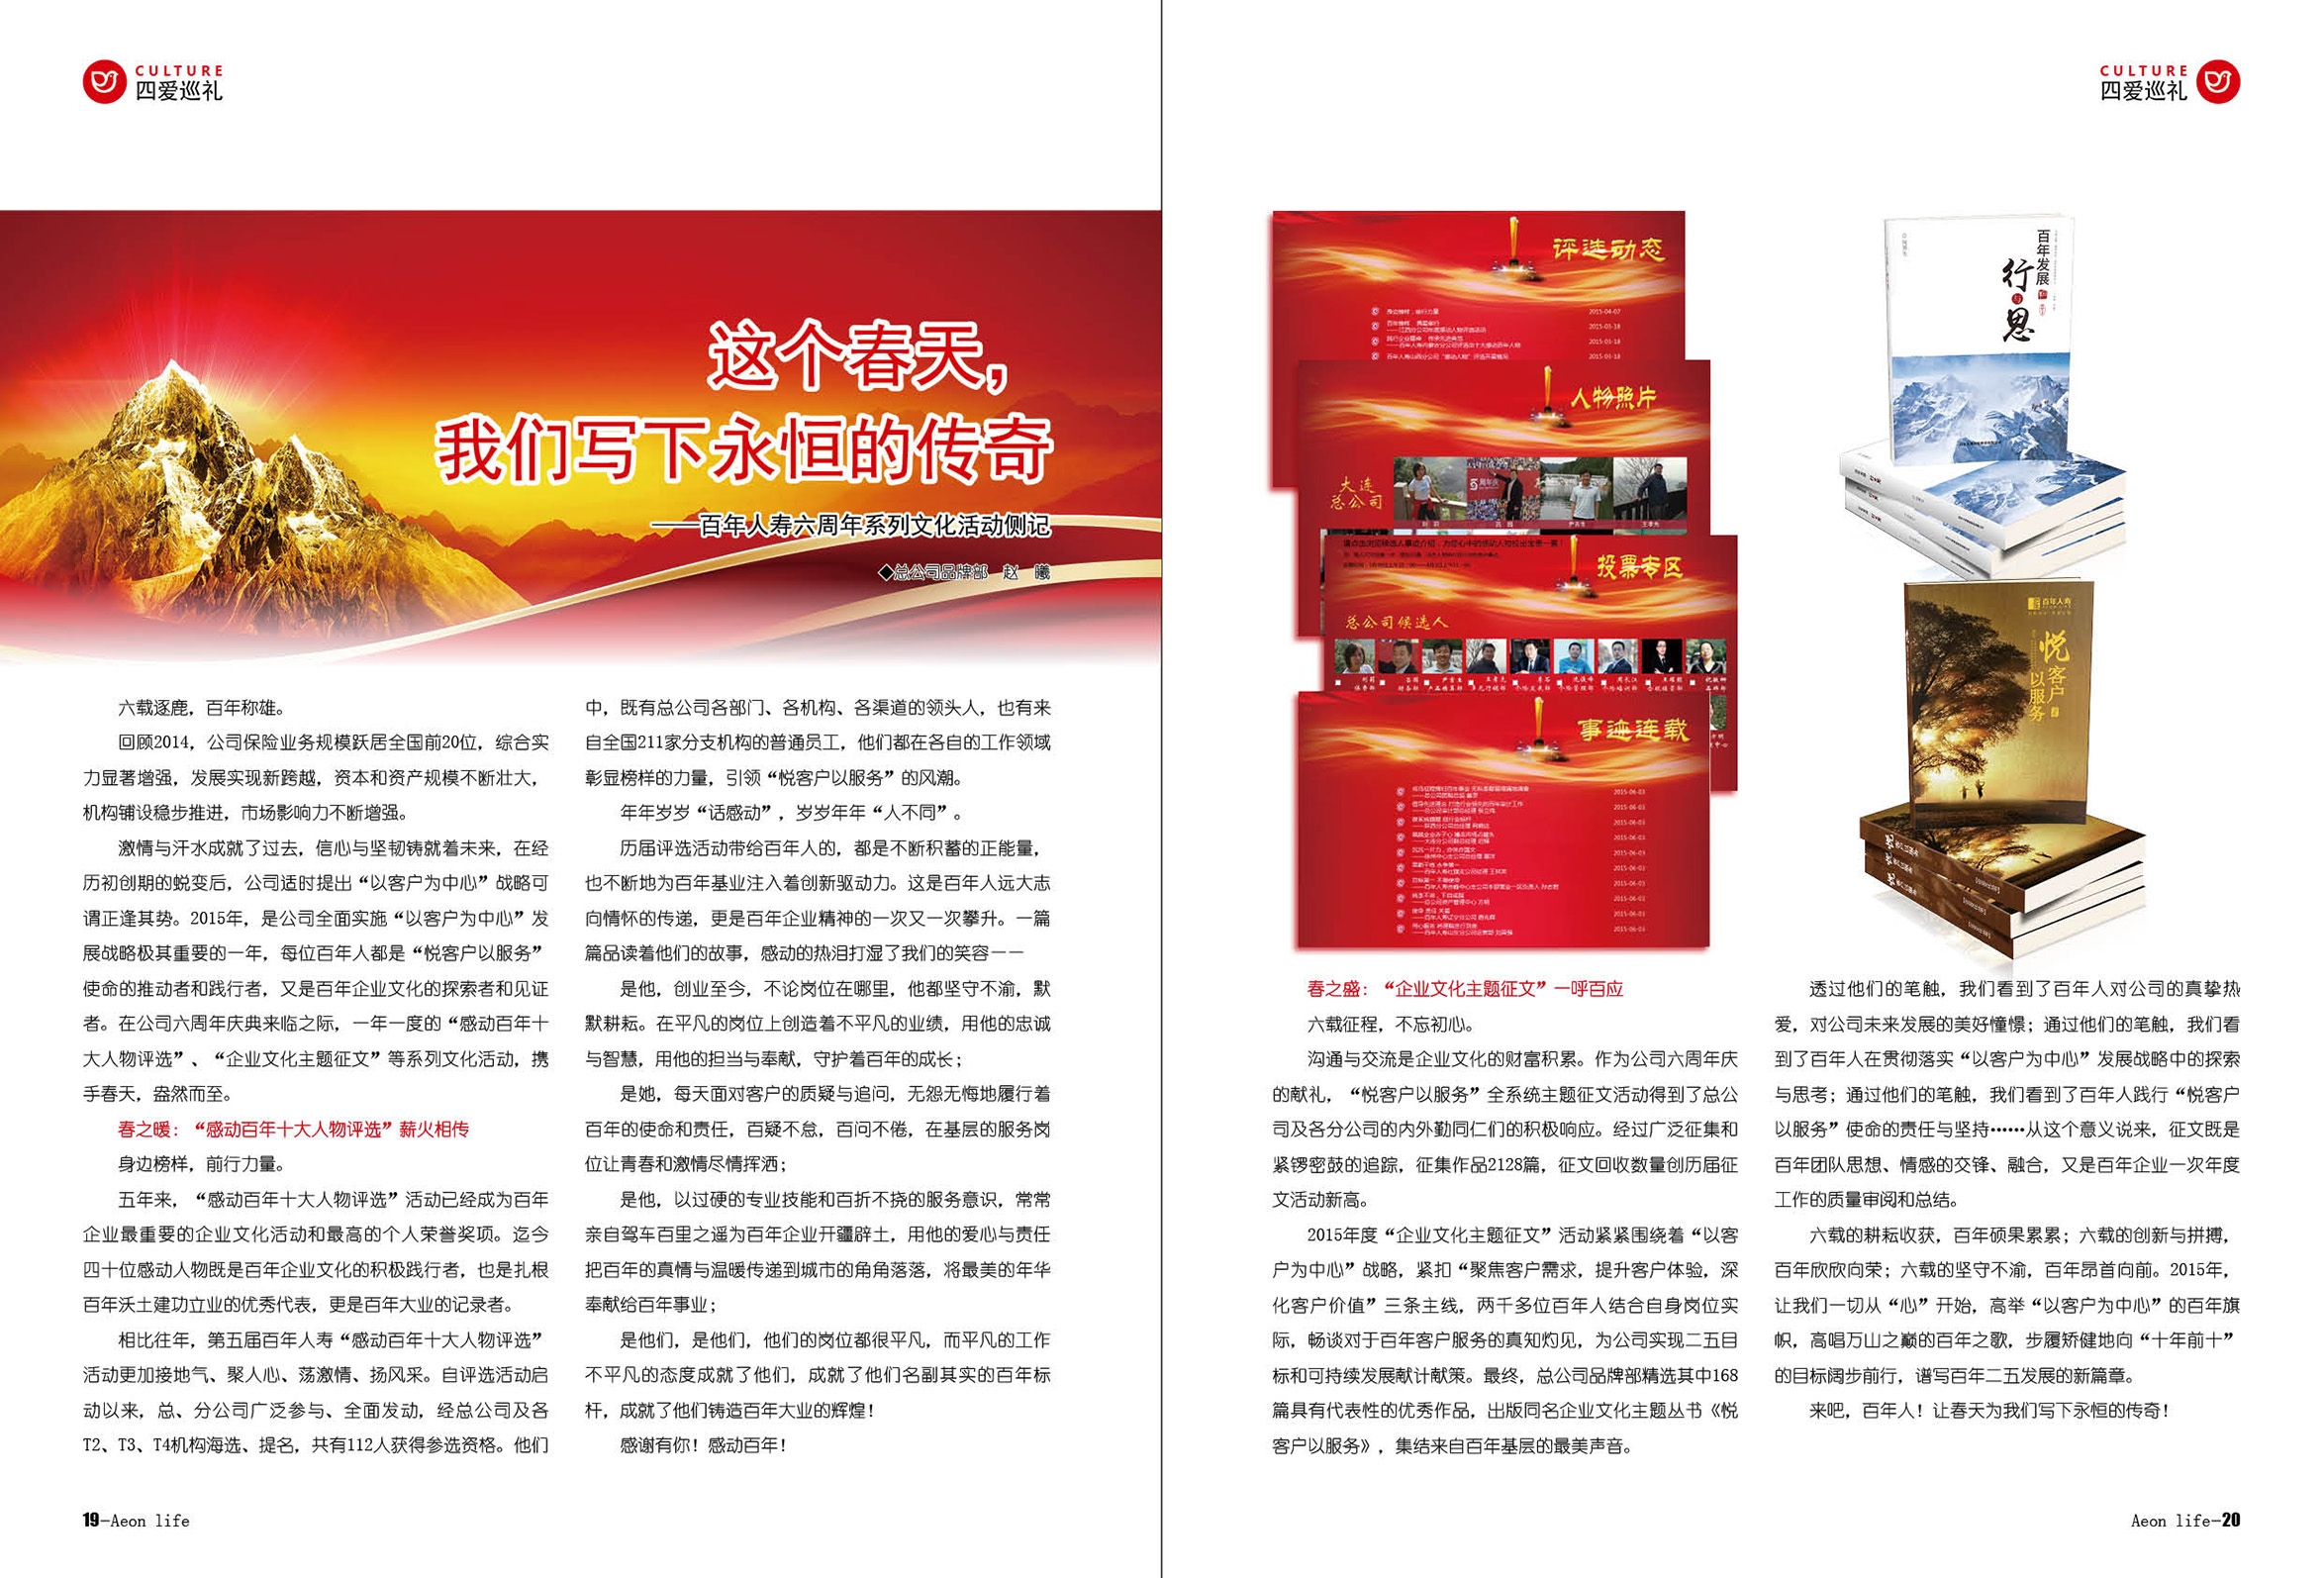 CULTURE
四爱巡礼
这个春天，
我们写下永恒的传奇
——百年人寿六周年系列文化活动侧记
◆总公司品牌部　赵　曦
六载逐鹿，百年称雄。
回顾2014，公司保险业务规模跃居全国前20位，综合实
力显著增强，发展实现新跨越，资本和资产规模不断壮大，
机构铺设稳步推进，市场影响力不断增强。
激情与汗水成就了过去，信心与坚韧铸就着未来，在经
历初创期的蜕变后，公司适时提出“以客户为中心”战略可
谓正逢其势。2015年，是公司全面实施“以客户为中心”发
展战略极其重要的一年，每位百年人都是“悦客户以服务”
使命的推动者和践行者，又是百年企业文化的探索者和见证
者。在公司六周年庆典来临之际，一年一度的“感动百年十
大人物评选”、“企业文化主题征文”等系列文化活动，携
手春天，盎然而至。
春之暖：“感动百年十大人物评选”薪火相传
身边榜样，前行力量。
五年来，“感动百年十大人物评选”活动已经成为百年
企业最重要的企业文化活动和最高的个人荣誉奖项。迄今
四十位感动人物既是百年企业文化的积极践行者，也是扎根
百年沃土建功立业的优秀代表，更是百年大业的记录者。
相比往年，第五届百年人寿“感动百年十大人物评选”
活动更加接地气、聚人心、荡激情、扬风采。自评选活动启
动以来，总、分公司广泛参与、全面发动，经总公司及各
T2、T3、T4机构海选、提名，共有112人获得参选资格。他们
中，既有总公司各部门、各机构、各渠道的领头人，也有来
自全国211家分支机构的普通员工，他们都在各自的工作领域
彰显榜样的力量，引领“悦客户以服务”的风潮。
年年岁岁“话感动”，岁岁年年“人不同”。
历届评选活动带给百年人的，都是不断积蓄的正能量，
也不断地为百年基业注入着创新驱动力。这是百年人远大志
向情怀的传递，更是百年企业精神的一次又一次攀升。一篇
篇品读着他们的故事，感动的热泪打湿了我们的笑容——
是他，创业至今，不论岗位在哪里，他都坚守不渝，默
默耕耘。在平凡的岗位上创造着不平凡的业绩，用他的忠诚
与智慧，用他的担当与奉献，守护着百年的成长；
是她，每天面对客户的质疑与追问，无怨无悔地履行着
百年的使命和责任，百疑不怠，百问不倦，在基层的服务岗
位让青春和激情尽情挥洒；
是他，以过硬的专业技能和百折不挠的服务意识，常常
亲自驾车百里之遥为百年企业开疆辟土，用他的爱心与责任
把百年的真情与温暖传递到城市的角角落落，将最美的年华
奉献给百年事业；
是他们，是他们，他们的岗位都很平凡，而平凡的工作
不平凡的态度成就了他们，成就了他们名副其实的百年标
杆，成就了他们铸造百年大业的辉煌！
感谢有你！感动百年！
19—Aeon life
CULTURE
四爱巡礼
评选动态
2015-04-07
2015-03-18
2015-03-18
2015-03-18
人物照片
大连
总公司
投票专区
总公司候选人
事迹连载
2015-06-03
2015-06-03
2015-06-03
2015-06-03
2015-06-03
2015-06-03
2015-06-03
2015-06-03
2015-06-03
2015-06-03
百年发展
行与思
百年人寿
悦客户
以服务
春之盛：“企业文化主题征文”一呼百应
六载征程，不忘初心。
沟通与交流是企业文化的财富积累。作为公司六周年庆
的献礼，“悦客户以服务”全系统主题征文活动得到了总公
司及各分公司的内外勤同仁们的积极响应。经过广泛征集和
紧锣密鼓的追踪，征集作品2128篇，征文回收数量创历届征
文活动新高。
2015年度“企业文化主题征文”活动紧紧围绕着“以客
户为中心”战略，紧扣“聚焦客户需求，提升客户体验，深
化客户价值”三条主线，两千多位百年人结合自身岗位实
际，畅谈对于百年客户服务的真知灼见，为公司实现二五目
标和可持续发展献计献策。最终，总公司品牌部精选其中168
篇具有代表性的优秀作品，出版同名企业文化主题丛书《悦
客户以服务》，集结来自百年基层的最美声音。
透过他们的笔触，我们看到了百年人对公司的真挚热
爱，对公司未来发展的美好憧憬；通过他们的笔触，我们看
到了百年人在贯彻落实“以客户为中心”发展战略中的探索
与思考；通过他们的笔触，我们看到了百年人践行“悦客户
以服务”使命的责任与坚持……从这个意义说来，征文既是
百年团队思想、情感的交锋、融合，又是百年企业一次年度
工作的质量审阅和总结。
六载的耕耘收获，百年硕果累累；六载的创新与拼搏，
百年欣欣向荣；六载的坚守不渝，百年昂首向前。2015年，
让我们一切从“心”开始，高举“以客户为中心”的百年旗
帜，高唱万山之巅的百年之歌，步履矫健地向“十年前十”
的目标阔步前行，谱写百年二五发展的新篇章。
来吧，百年人！让春天为我们写下永恒的传奇！
Aeon life—20